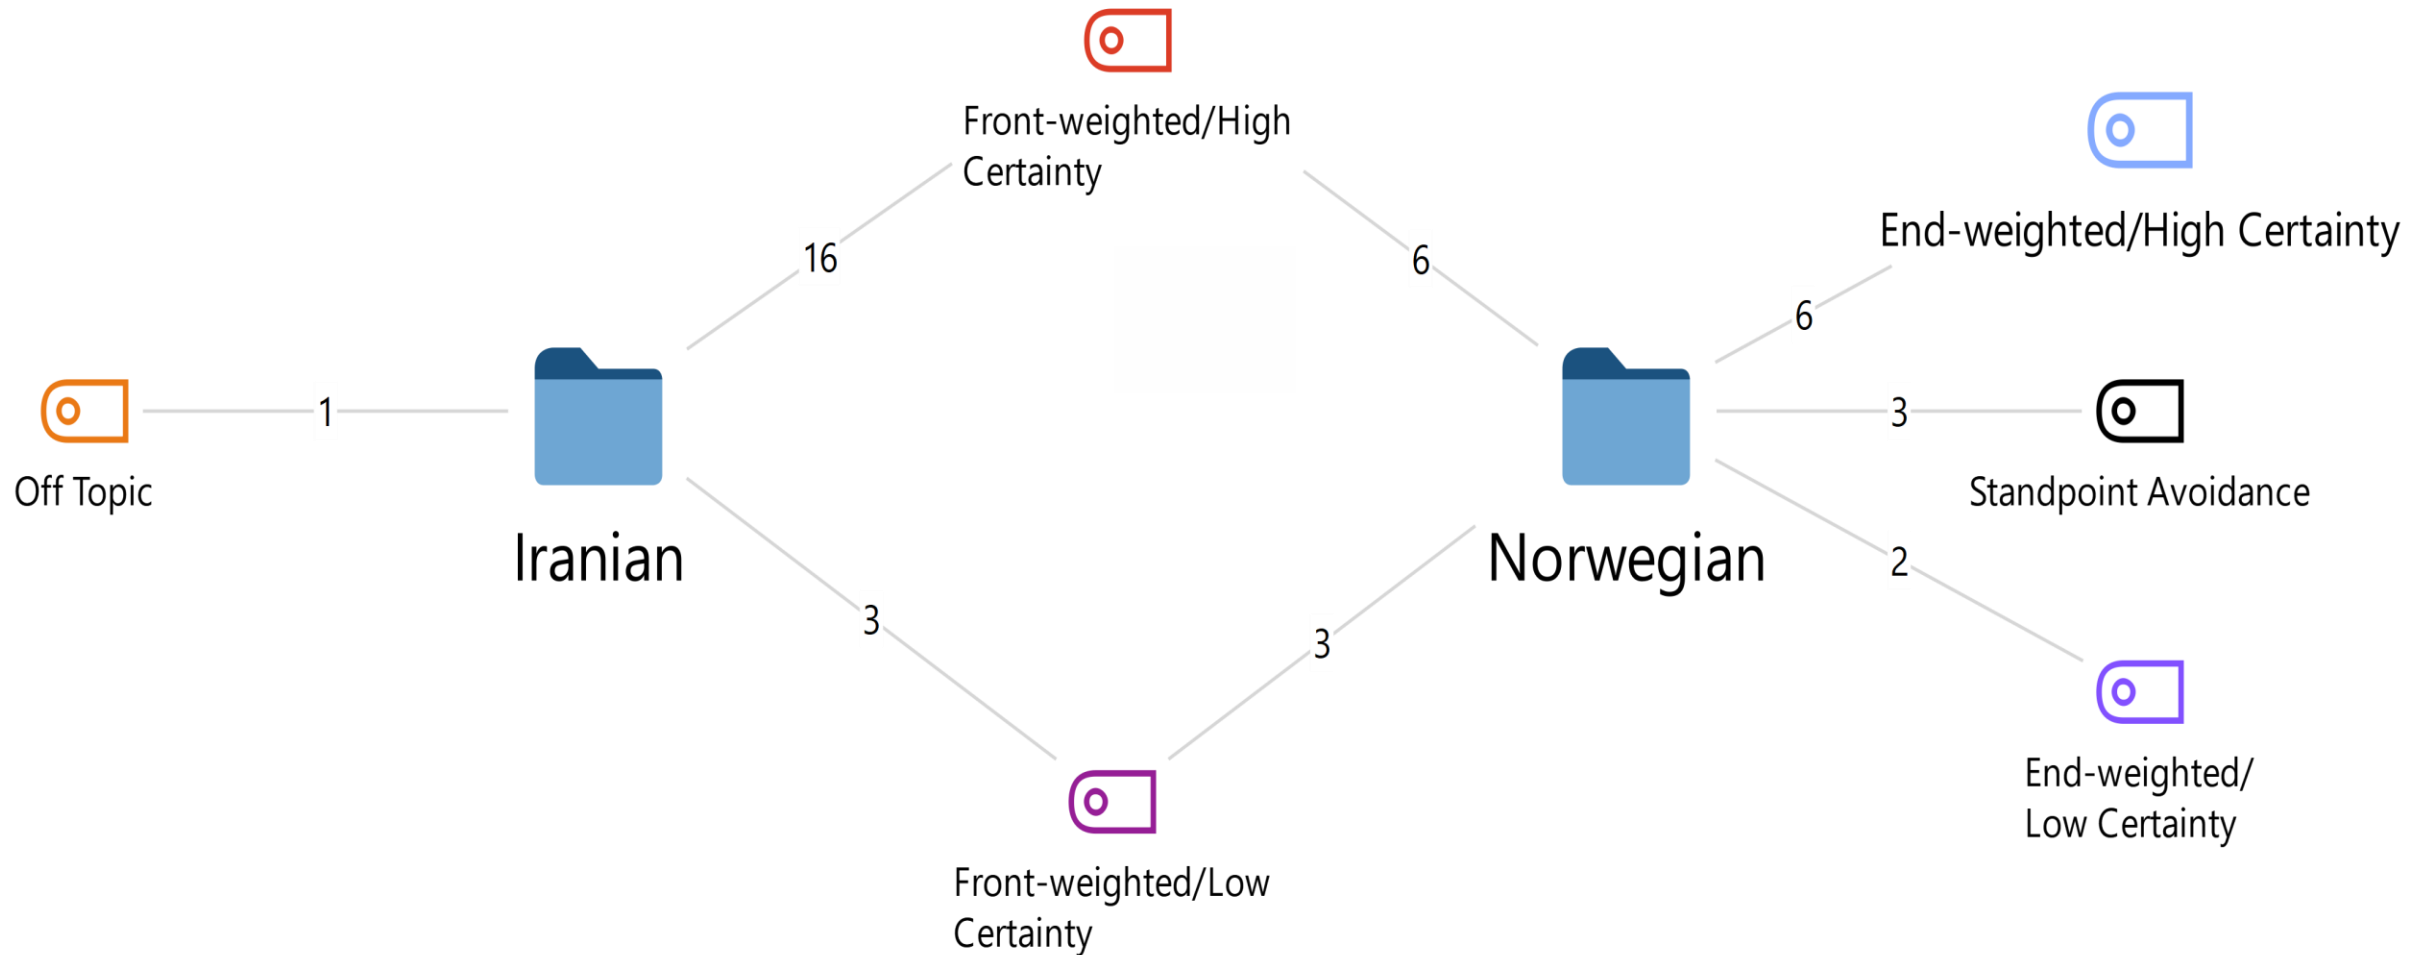 Front-weighted/High
Certainty
End-weighted/High Certainty
16
6
6
1
3
Off Topic
Standpoint Avoidance
Iranian
Norwegian
2
3
3
End-weighted/
Low Certainty
Front-weighted/Low
Certainty